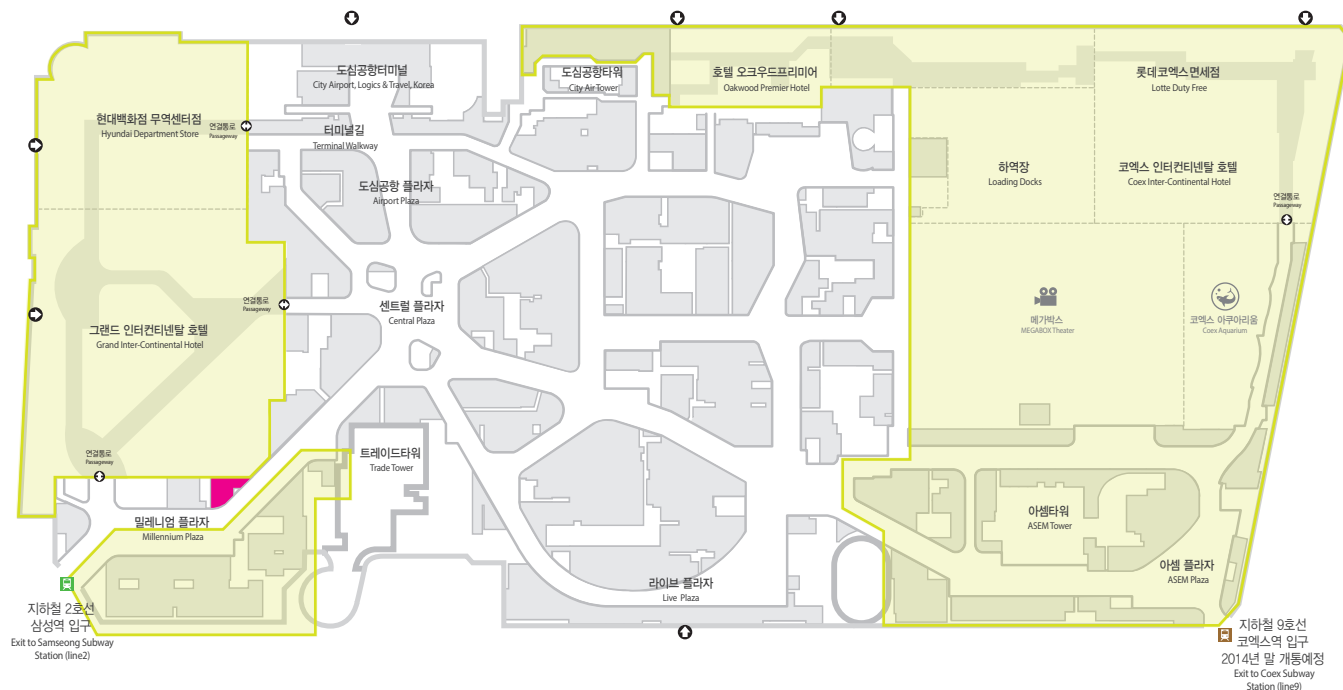 도심공항터미널
City Airport, Logics & Travel, Korea
도심공항타워
City Air Tower
호텔 오크우드프리미어
Oakwood Premier Hotel
롯데코엑스면세점
Lotte Duty Free
현대백화점 무역센터점
Hyundai Department Store
연결통로
Passageway
터미널길
Terminal Walkway
도심공항 플라자
Airport Plaza
하역장
Loading Docks
코엑스 인터컨티넨탈 호텔
Coex Inter-Continental Hotel
연결통로
Passageway
연결통로
Passageway
센트럴 플라자
Central Plaza
그랜드 인터컨티넨탈 호텔
Grand Inter-Continental Hotel
메가박스
MEGABOX Theater
코엑스 아쿠아리움
Coex Aquarium
연결통로
Passageway
트레이드타워
Trade Tower
밀레니엄 플라자
Millennium Plaza
아셈타워
ASEM Tower
아셈 플라자
ASEM Plaza
라이브 플라자
Live Plaza
지하철 2호선
삼성역 입구
Exit to Samseong Subway
Station (line2)
지하철 9호선
코엑스역 입구
2014년 말 개통예정
Exit to Coex Subway
Station (line9)